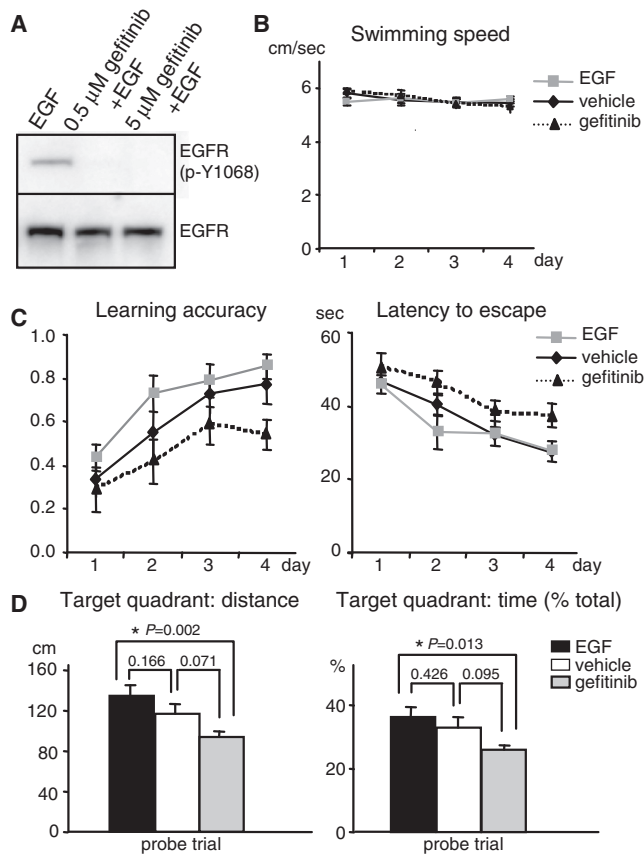 A
EGF
0.5 μM gefitinib
+EGF
5 μM gefitinib
+EGF
EGFR
(p-Y1068)
EGFR
B
Swimming speed
cm/sec
6
4
2
0
1 2 3 4 day
EGF
vehicle
gefitinib
C
Learning accuracy
1.0
0.8
0.6
0.4
0.2
0.0
1 2 3 4 day
Latency to escape
sec
60
40
20
0
1 2 3 4 day
EGF
vehicle
gefitinib
D
Target quadrant: distance
cm
160
120
80
40
0
* P=0.002
0.166 0.071
probe trial
Target quadrant: time (% total)
%
40
20
0
* P=0.013
0.426 0.095
probe trial
EGF
vehicle
gefitinib